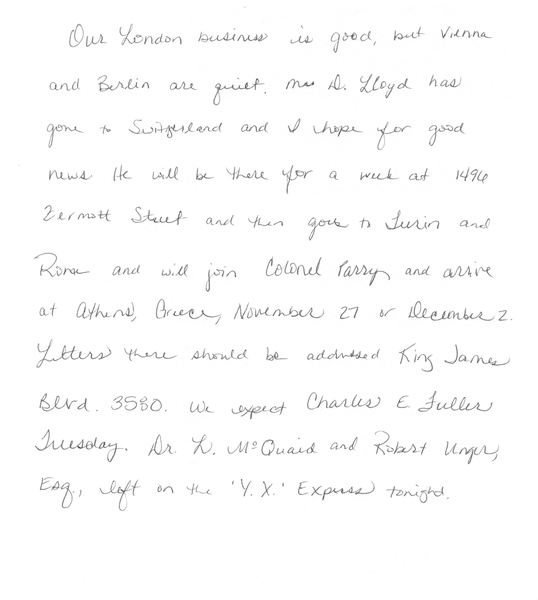 Our London business is good, but Vienna
and Berlin are quiet. Mr. D. Lloyd has
gone to Switzerland and I hope for good
news. He will be there for a week at 1496
Zermott Street and then goes to Turin and
Rome and will join Colonel Parry and arrive
at Athens, Greece, November 27 or December 2.
Letters there should be addressed King James
Blvd. 3580. We expect Charles E. Fuller
Tuesday. Dr. L. McQuaid and Robert Unger,
Esq., left on the 'Y. X.' Express tonight.